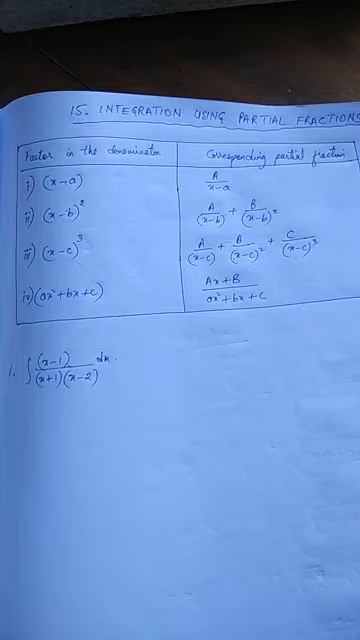 15. INTEGRATION USING PARTIAL FRACTIONS
Factor in the denominator Corresponding partial fraction
i) (x-a) A/(x-a)
ii) (x-b)² A/(x-b) + B/(x-b)²
iii) (x-c)³ A/(x-c) + B/(x-c)² + C/(x-c)³
iv) (ax²+bx+c) (Ax+B)/(ax²+bx+c)
1. ∫ (x-1)/((x+1)(x-2)) dx.